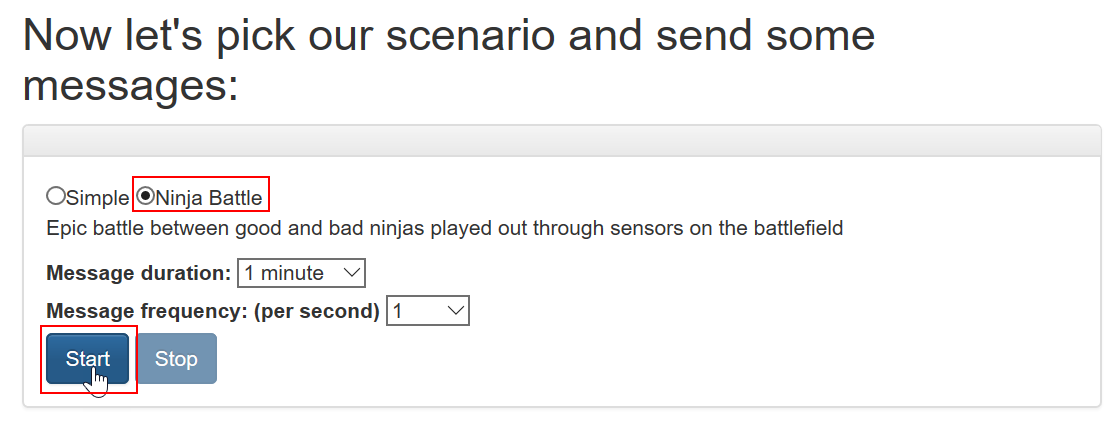 Now let's pick our scenario and send some
messages:
Simple Ninja Battle
Epic battle between good and bad ninjas played out through sensors on the battlefield
Message duration: 1 minute
Message frequency: (per second) 1
Start Stop